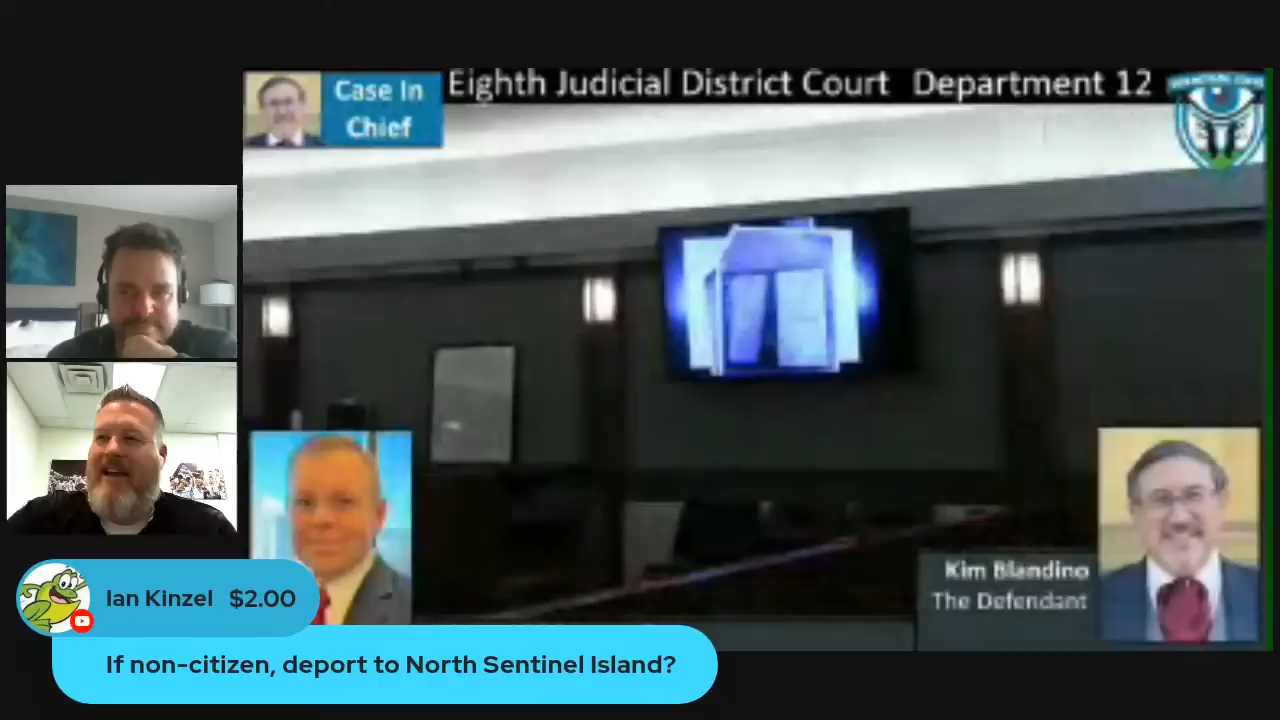 Case In
Chief
Eighth Judicial District Court Department 12
Kim Blandino
The Defendant
Ian Kinzel $2.00
If non-citizen, deport to North Sentinel Island?